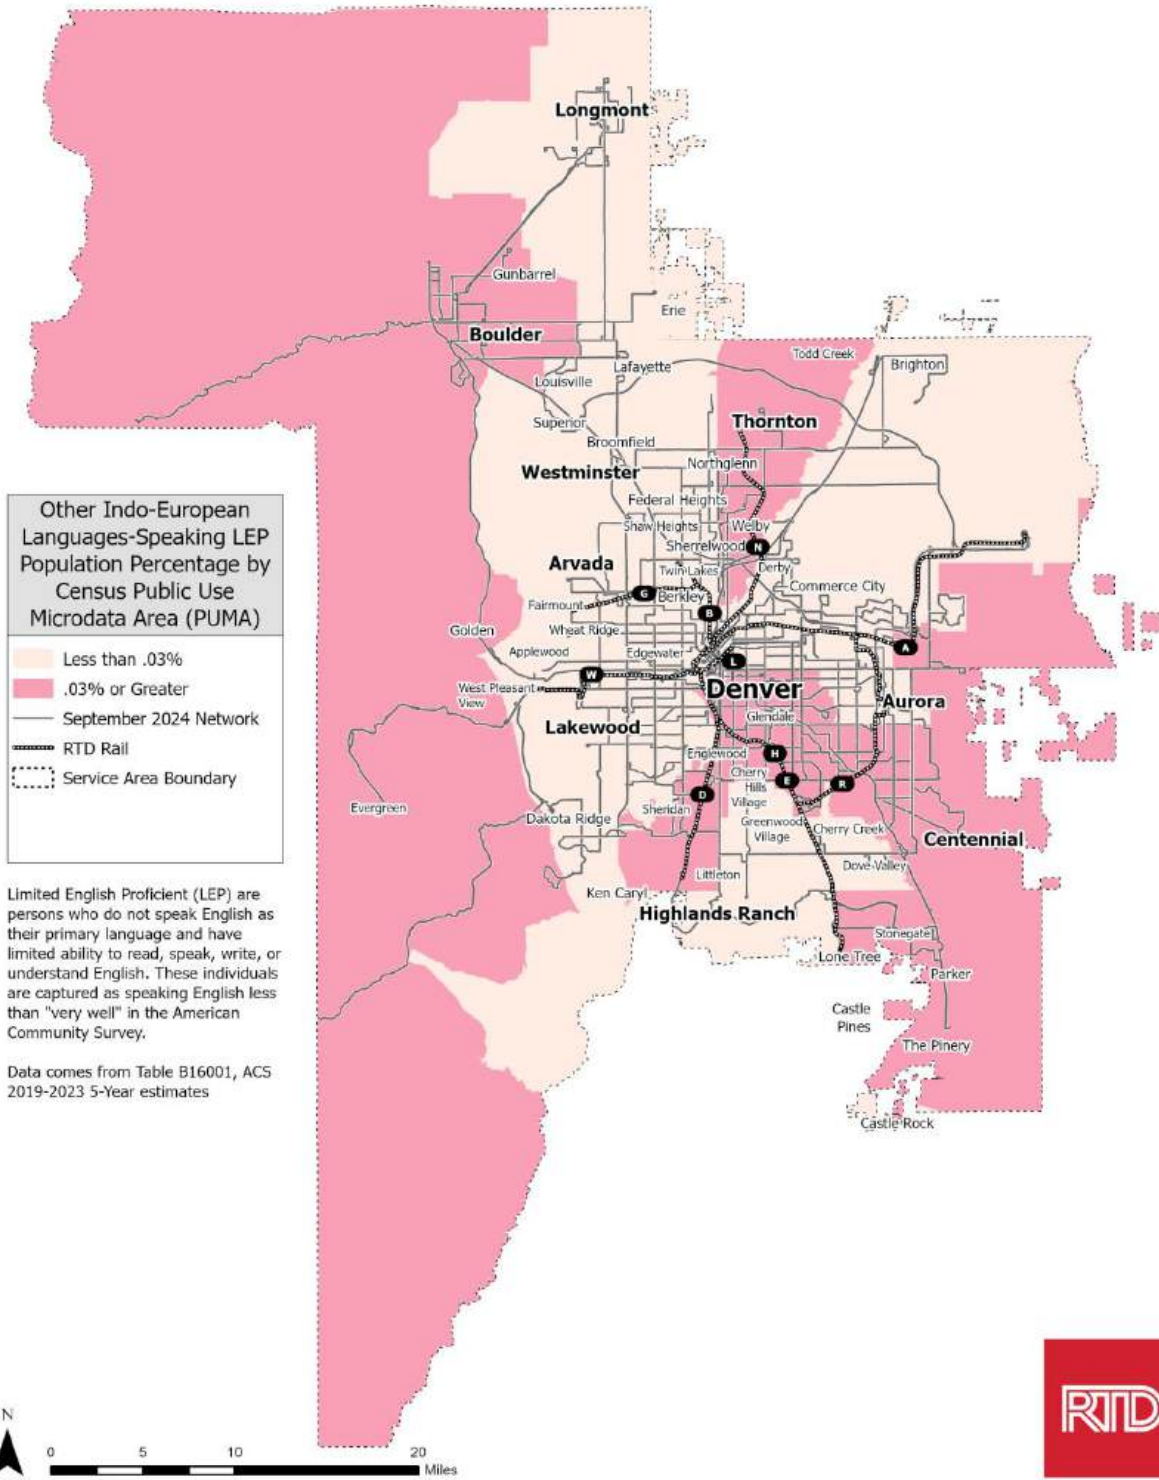 Longmont
Gunbarrel
Erie
Boulder
Todd Creek
Brighton
Lafayette
Louisville
Superior
Thornton
Broomfield
Northglenn
Westminster
Federal Heights
Shaw Heights
Welby
Sherrelwood
N
Arvada
Twin Lakes
Derby
Commerce City
G
Berkley
Fairmount
B
Golden
Wheat Ridge
Applewood
Edgewater
A
L
W
West Pleasant
View
Denver
Aurora
Glendale
Lakewood
Englewood
H
Cherry
Hills
Village
E
R
D
Evergreen
Sheridan
Dakota Ridge
Greenwood
Village
Cherry Creek
Centennial
Dove Valley
Littleton
Ken Caryl
Highlands Ranch
Stonegate
Lone Tree
Parker
Castle
Pines
The Pinery
Castle Rock
Other Indo-European
Languages-Speaking LEP
Population Percentage by
Census Public Use
Microdata Area (PUMA)
Less than .03%
.03% or Greater
September 2024 Network
RTD Rail
Service Area Boundary
Limited English Proficient (LEP) are
persons who do not speak English as
their primary language and have
limited ability to read, speak, write, or
understand English. These individuals
are captured as speaking English less
than "very well" in the American
Community Survey.
Data comes from Table B16001, ACS
2019-2023 5-Year estimates
N
0 5 10 20
Miles
RTD